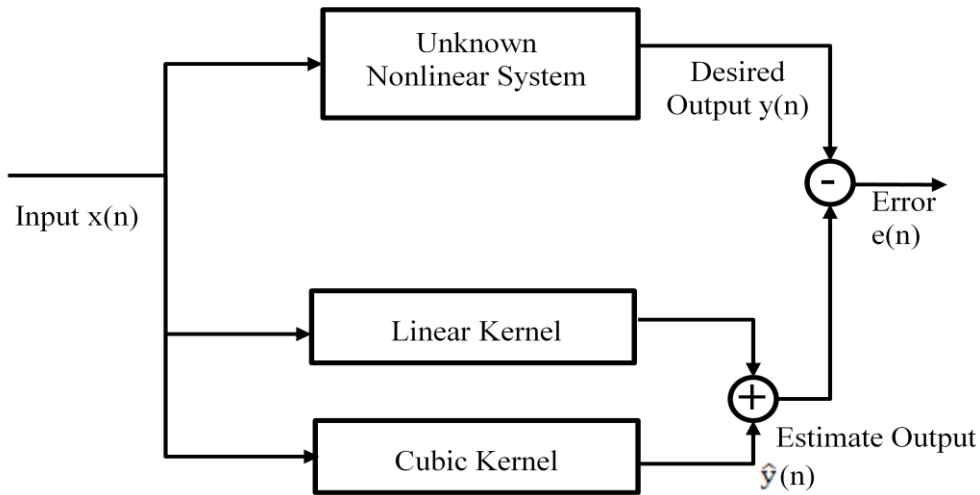 Unknown
Nonlinear System
Desired
Output y(n)
-
Input x(n)
Error
e(n)
Linear Kernel
+
Cubic Kernel
Estimate Output
ŷ(n)